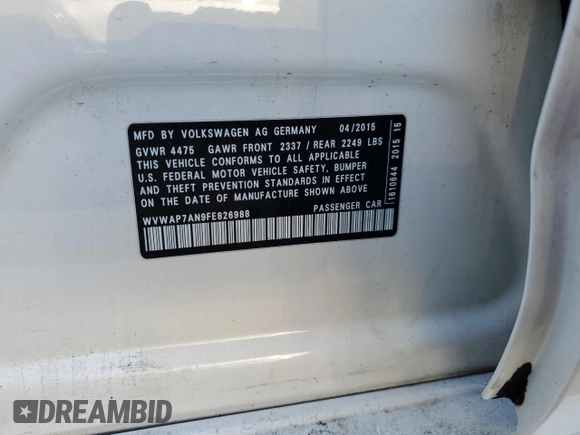 MFD BY VOLKSWAGEN AG GERMANY 04/2015
GVWR 4475 GAWR FRONT 2337 / REAR 2249 LBS
THIS VEHICLE CONFORMS TO ALL APPLICABLE
U.S. FEDERAL MOTOR VEHICLE SAFETY, BUMPER
AND THEFT PREVENTION STANDARDS IN EFFECT
ON THE DATE OF MANUFACTURE SHOWN ABOVE.
WVWAP7AN9FE826988 PASSENGER CAR
1610644 2015 15
DREAMBID